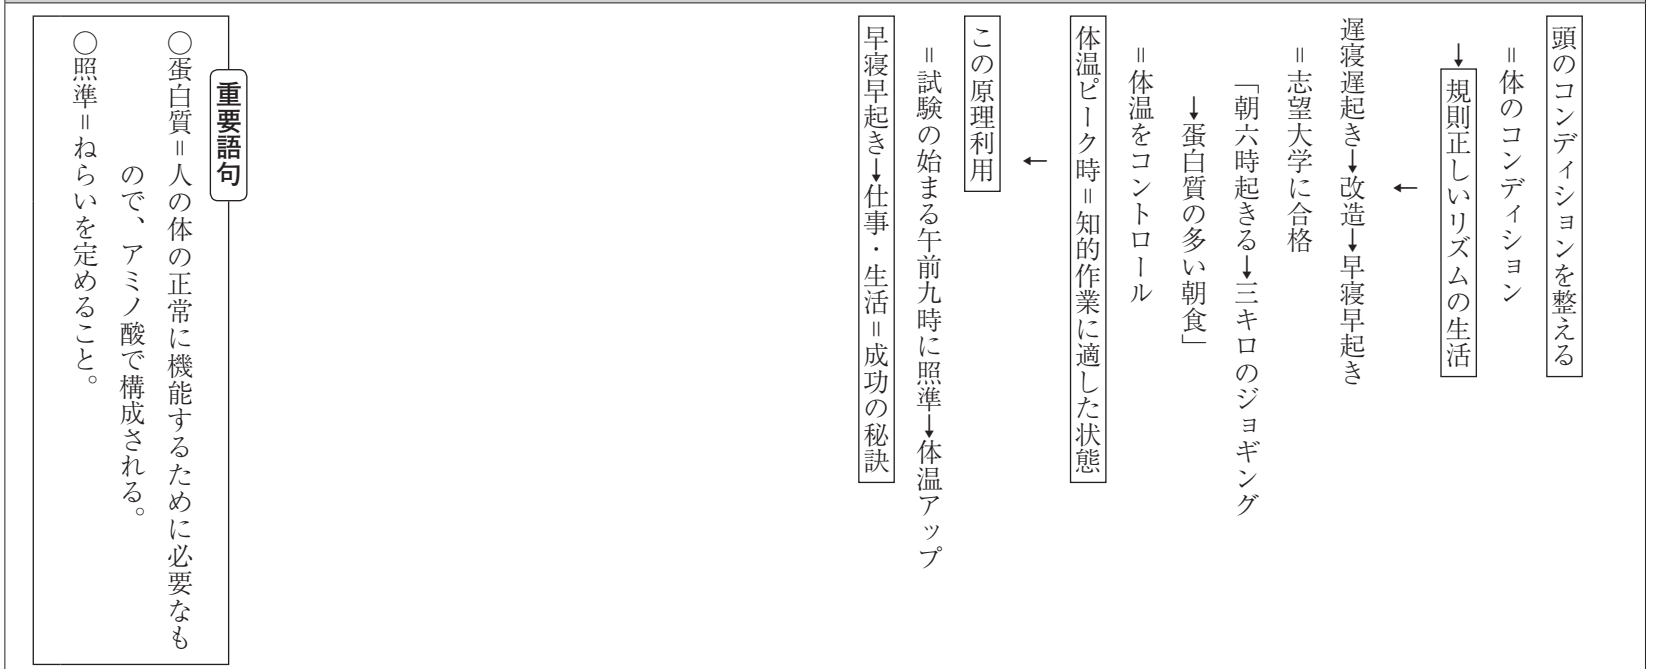 頭のコンディションを整える
＝体のコンディション
↓規則正しいリズムの生活
←
遅寝遅起き↓改造↓早寝早起き
＝志望大学に合格
「朝六時起きる↓三キロのジョギング
↓蛋白質の多い朝食」
＝体温をコントロール
体温ピーク時＝知的作業に適した状態
←
この原理利用
＝試験の始まる午前九時に照準↓体温アップ
早寝早起き↓仕事・生活＝成功の秘訣
重要語句
〇蛋白質＝人の体の正常に機能するために必要なも
ので、アミノ酸で構成される。
〇照準＝ねらいを定めること。